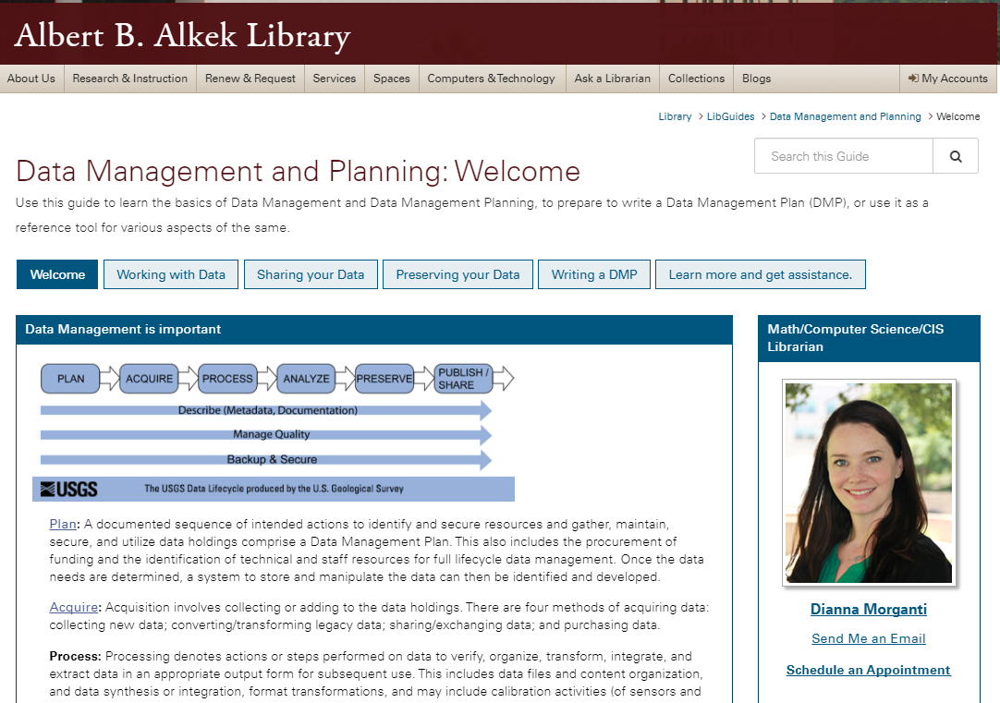 Albert B. Alkek Library
About Us
Research & Instruction
Renew & Request
Services
Spaces
Computers & Technology
Ask a Librarian
Collections
Blogs
My Accounts
Library > LibGuides > Data Management and Planning > Welcome
Search this Guide
Data Management and Planning: Welcome
Use this guide to learn the basics of Data Management and Data Management Planning, to prepare to write a Data Management Plan (DMP), or use it as a
reference tool for various aspects of the same.
Welcome
Working with Data
Sharing your Data
Preserving your Data
Writing a DMP
Learn more and get assistance.
Data Management is important
PLAN
ACQUIRE
PROCESS
ANALYZE
PRESERVE
PUBLISH /
SHARE
Describe (Metadata, Documentation)
Manage Quality
Backup & Secure
USGS
The USGS Data Lifecycle produced by the U.S. Geological Survey
Plan: A documented sequence of intended actions to identify and secure resources and gather, maintain,
secure, and utilize data holdings comprise a Data Management Plan. This also includes the procurement of
funding and the identification of technical and staff resources for full lifecycle data management. Once the data
needs are determined, a system to store and manipulate the data can then be identified and developed.
Acquire: Acquisition involves collecting or adding to the data holdings. There are four methods of acquiring data:
collecting new data; converting/transforming legacy data; sharing/exchanging data; and purchasing data.
Process: Processing denotes actions or steps performed on data to verify, organize, transform, integrate, and
extract data in an appropriate output form for subsequent use. This includes data files and content organization,
and data synthesis or integration, format transformations, and may include calibration activities (of sensors and
Math/Computer Science/CIS
Librarian
Dianna Morganti
Send Me an Email
Schedule an Appointment